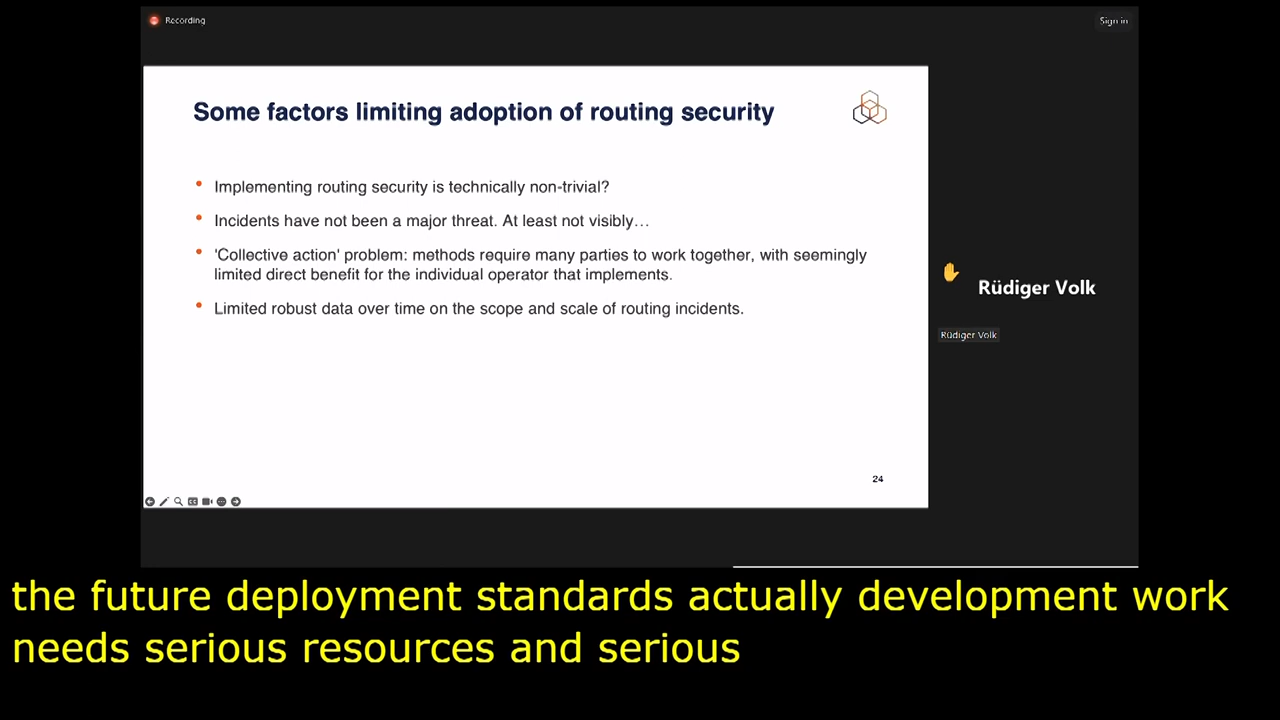 Recording
Sign in
Some factors limiting adoption of routing security
• Implementing routing security is technically non-trivial?
• Incidents have not been a major threat. At least not visibly…
• 'Collective action' problem: methods require many parties to work together, with seemingly
limited direct benefit for the individual operator that implements.
• Limited robust data over time on the scope and scale of routing incidents.
24
Rüdiger Volk
Rüdiger Volk
the future deployment standards actually development work
needs serious resources and serious